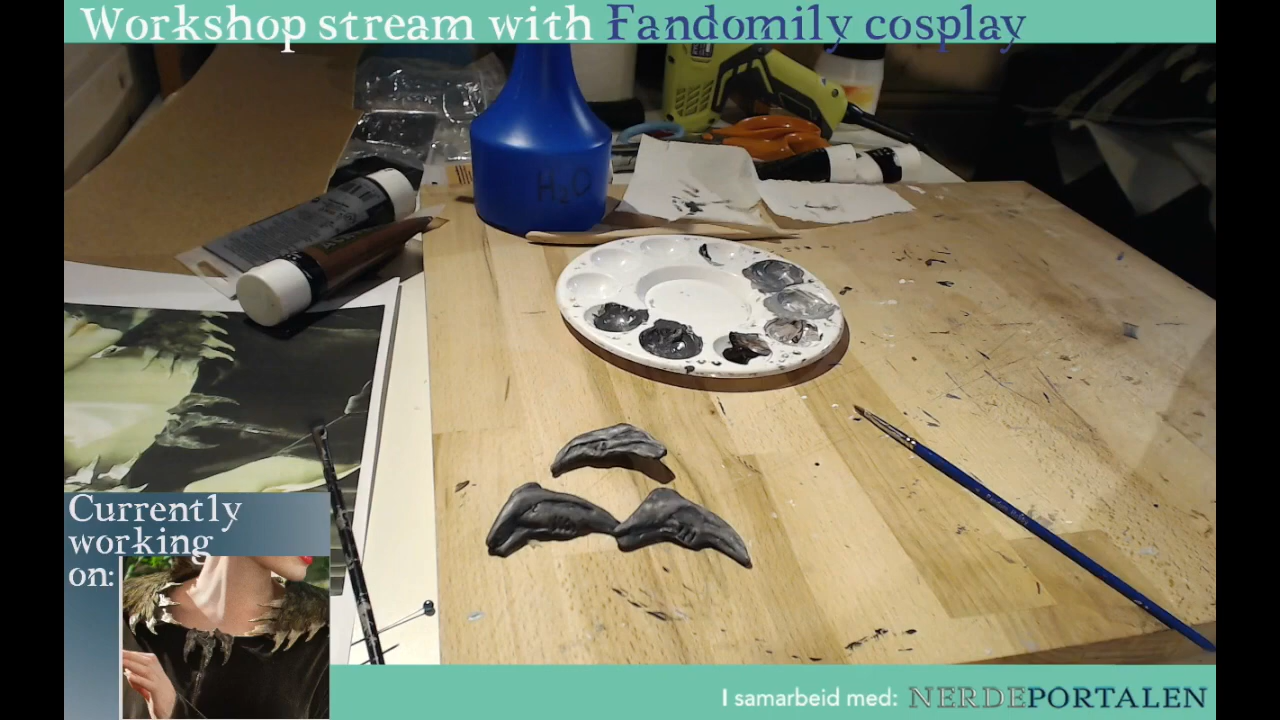 Workshop stream with Fandomily cosplay
H₂O
Currently
working
on:
I samarbeid med: NERDEPORTALEN